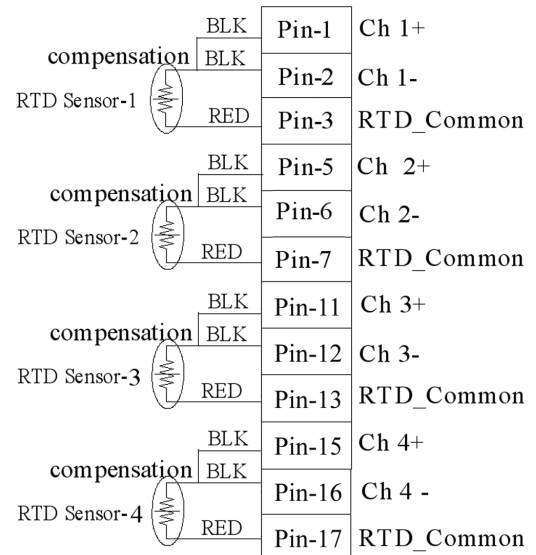 BLK Pin-1 Ch 1+
compensation BLK Pin-2 Ch 1-
RTD Sensor-1
RED Pin-3 RTD_Common
BLK Pin-5 Ch 2+
compensation BLK Pin-6 Ch 2-
RTD Sensor-2
RED Pin-7 RTD_Common
BLK Pin-11 Ch 3+
compensation BLK Pin-12 Ch 3-
RTD Sensor-3
RED Pin-13 RTD_Common
BLK Pin-15 Ch 4+
compensation BLK Pin-16 Ch 4 -
RTD Sensor-4
RED Pin-17 RTD_Common